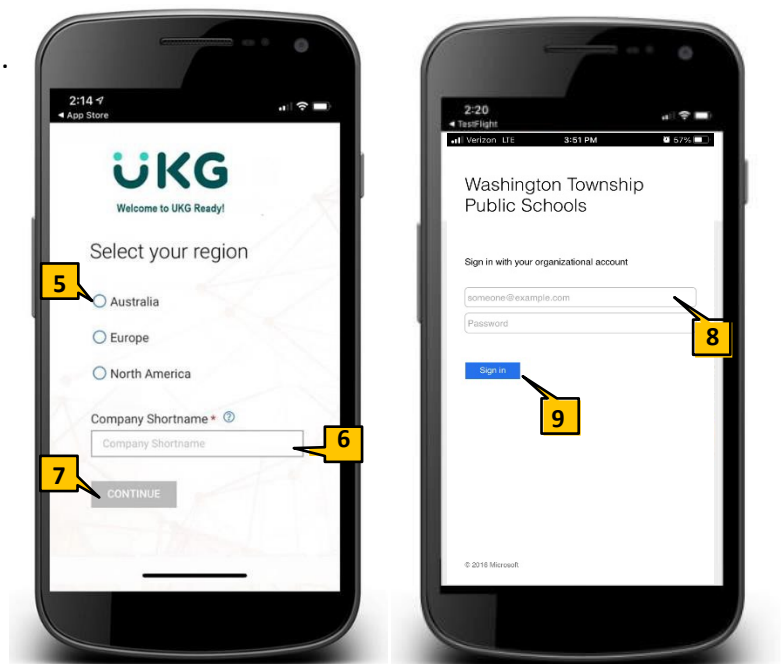 .
2:14
◀ App Store
UKG
Welcome to UKG Ready!
Select your region
5
Australia
Europe
North America
Company Shortname * ?
Company Shortname
6
7
CONTINUE
2:20
◀ TestFlight
Verizon LTE 3:51 PM 57%
Washington Township
Public Schools
Sign in with your organizational account
someone@example.com
Password
8
Sign in
9
© 2016 Microsoft